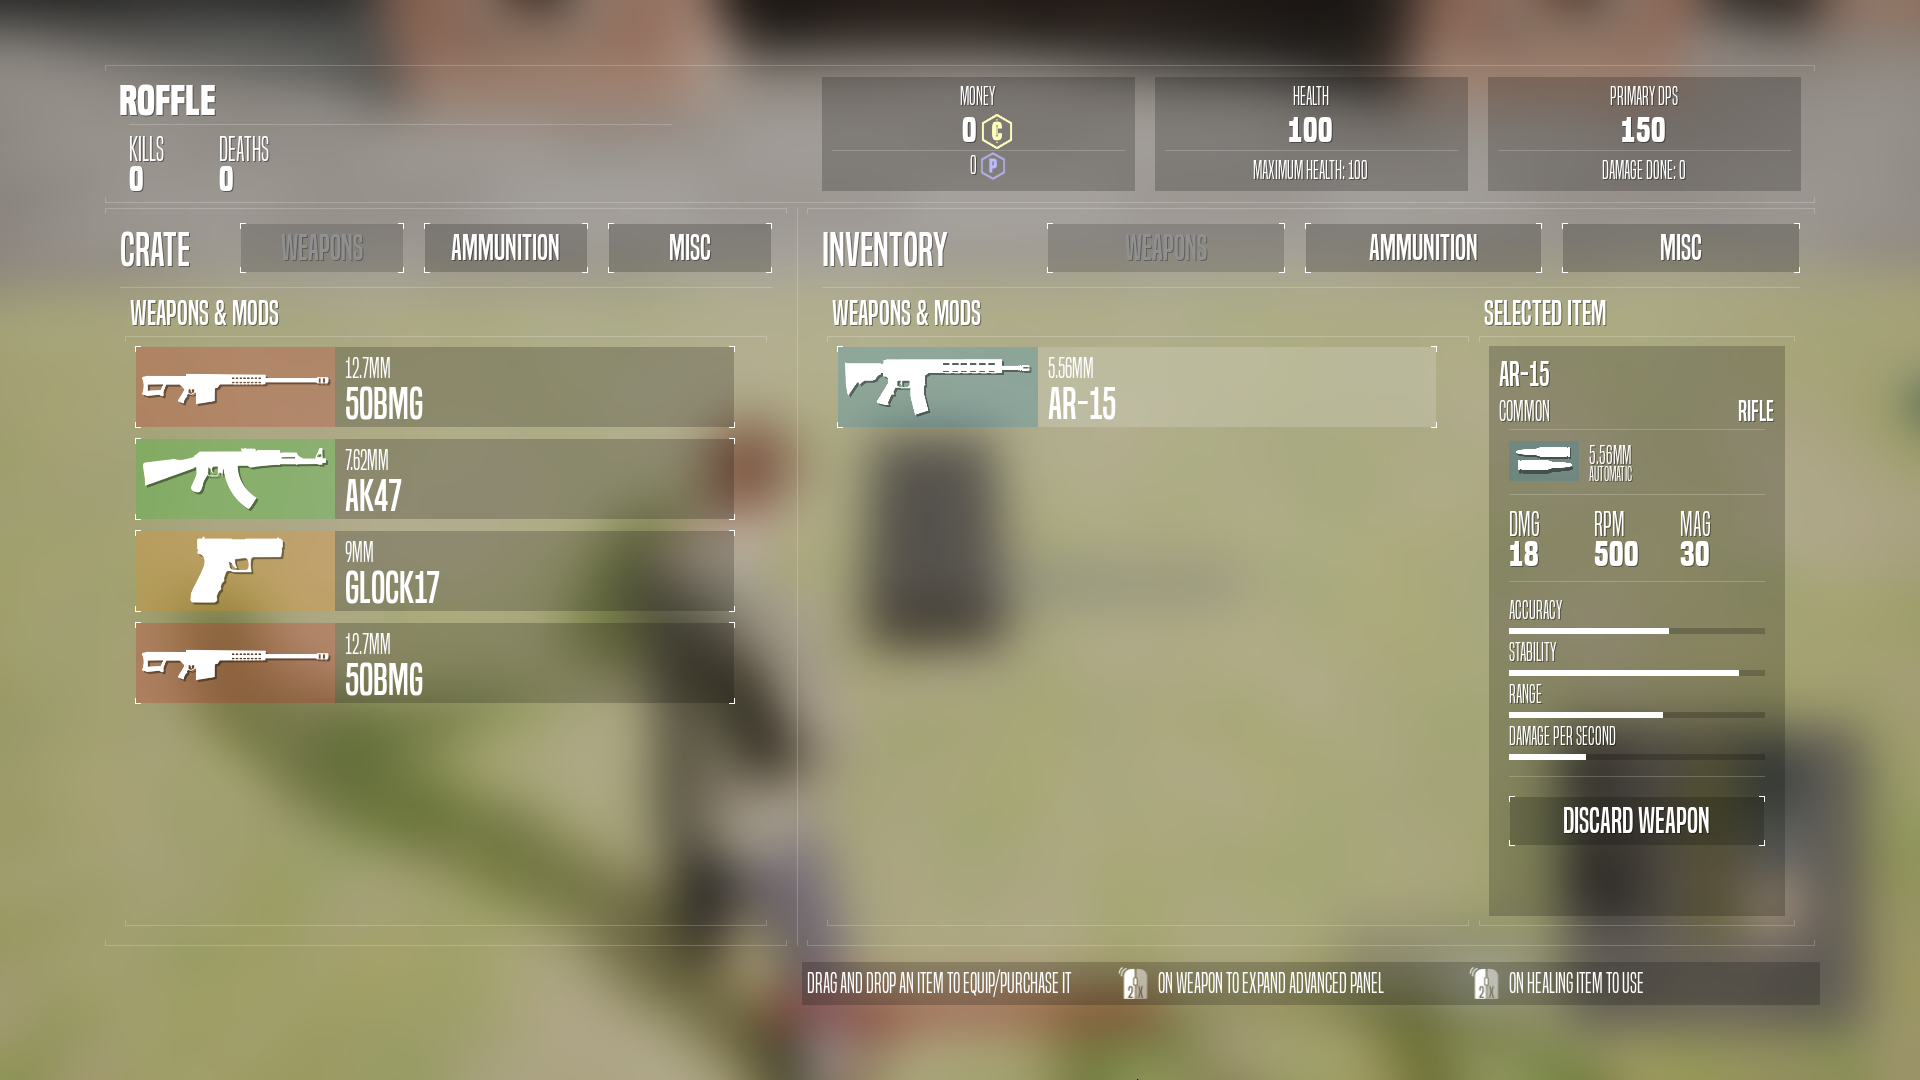 ROFFLE
KILLS DEATHS
0 0
MONEY
0 C
0 P
HEALTH
100
MAXIMUM HEALTH: 100
PRIMARY DPS
150
DAMAGE DONE: 0
CRATE WEAPONS AMMUNITION MISC
WEAPONS & MODS
12.7MM
50BMG
7.62MM
AK47
9MM
GLOCK17
12.7MM
50BMG
INVENTORY WEAPONS AMMUNITION MISC
WEAPONS & MODS
5.56MM
AR-15
SELECTED ITEM
AR-15
COMMON RIFLE
5.56MM
AUTOMATIC
DMG RPM MAG
18 500 30
ACCURACY
STABILITY
RANGE
DAMAGE PER SECOND
DISCARD WEAPON
DRAG AND DROP AN ITEM TO EQUIP/PURCHASE IT 2X ON WEAPON TO EXPAND ADVANCED PANEL 2X ON HEALING ITEM TO USE